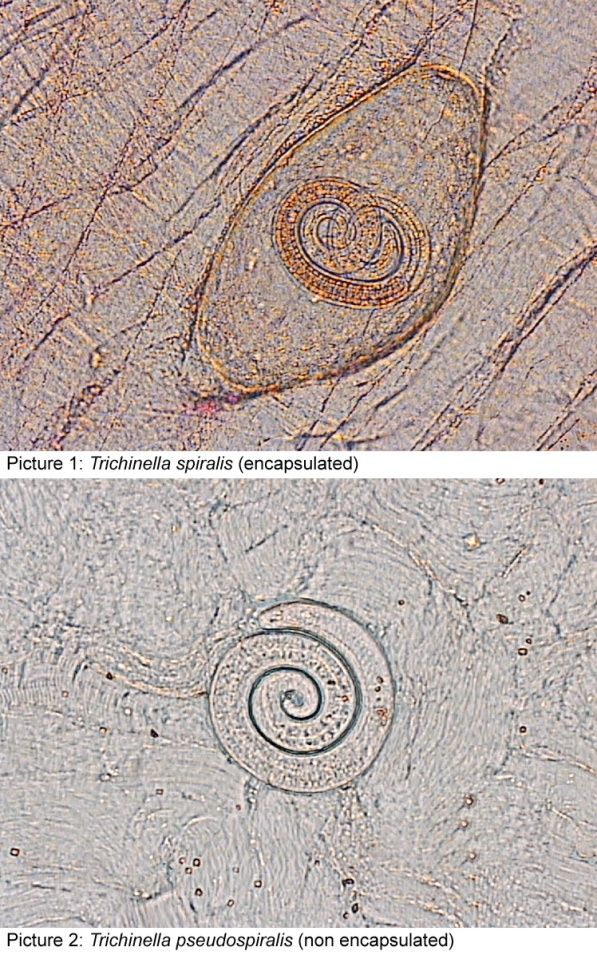 Picture 1: Trichinella spiralis (encapsulated)
Picture 2: Trichinella pseudospiralis (non encapsulated)